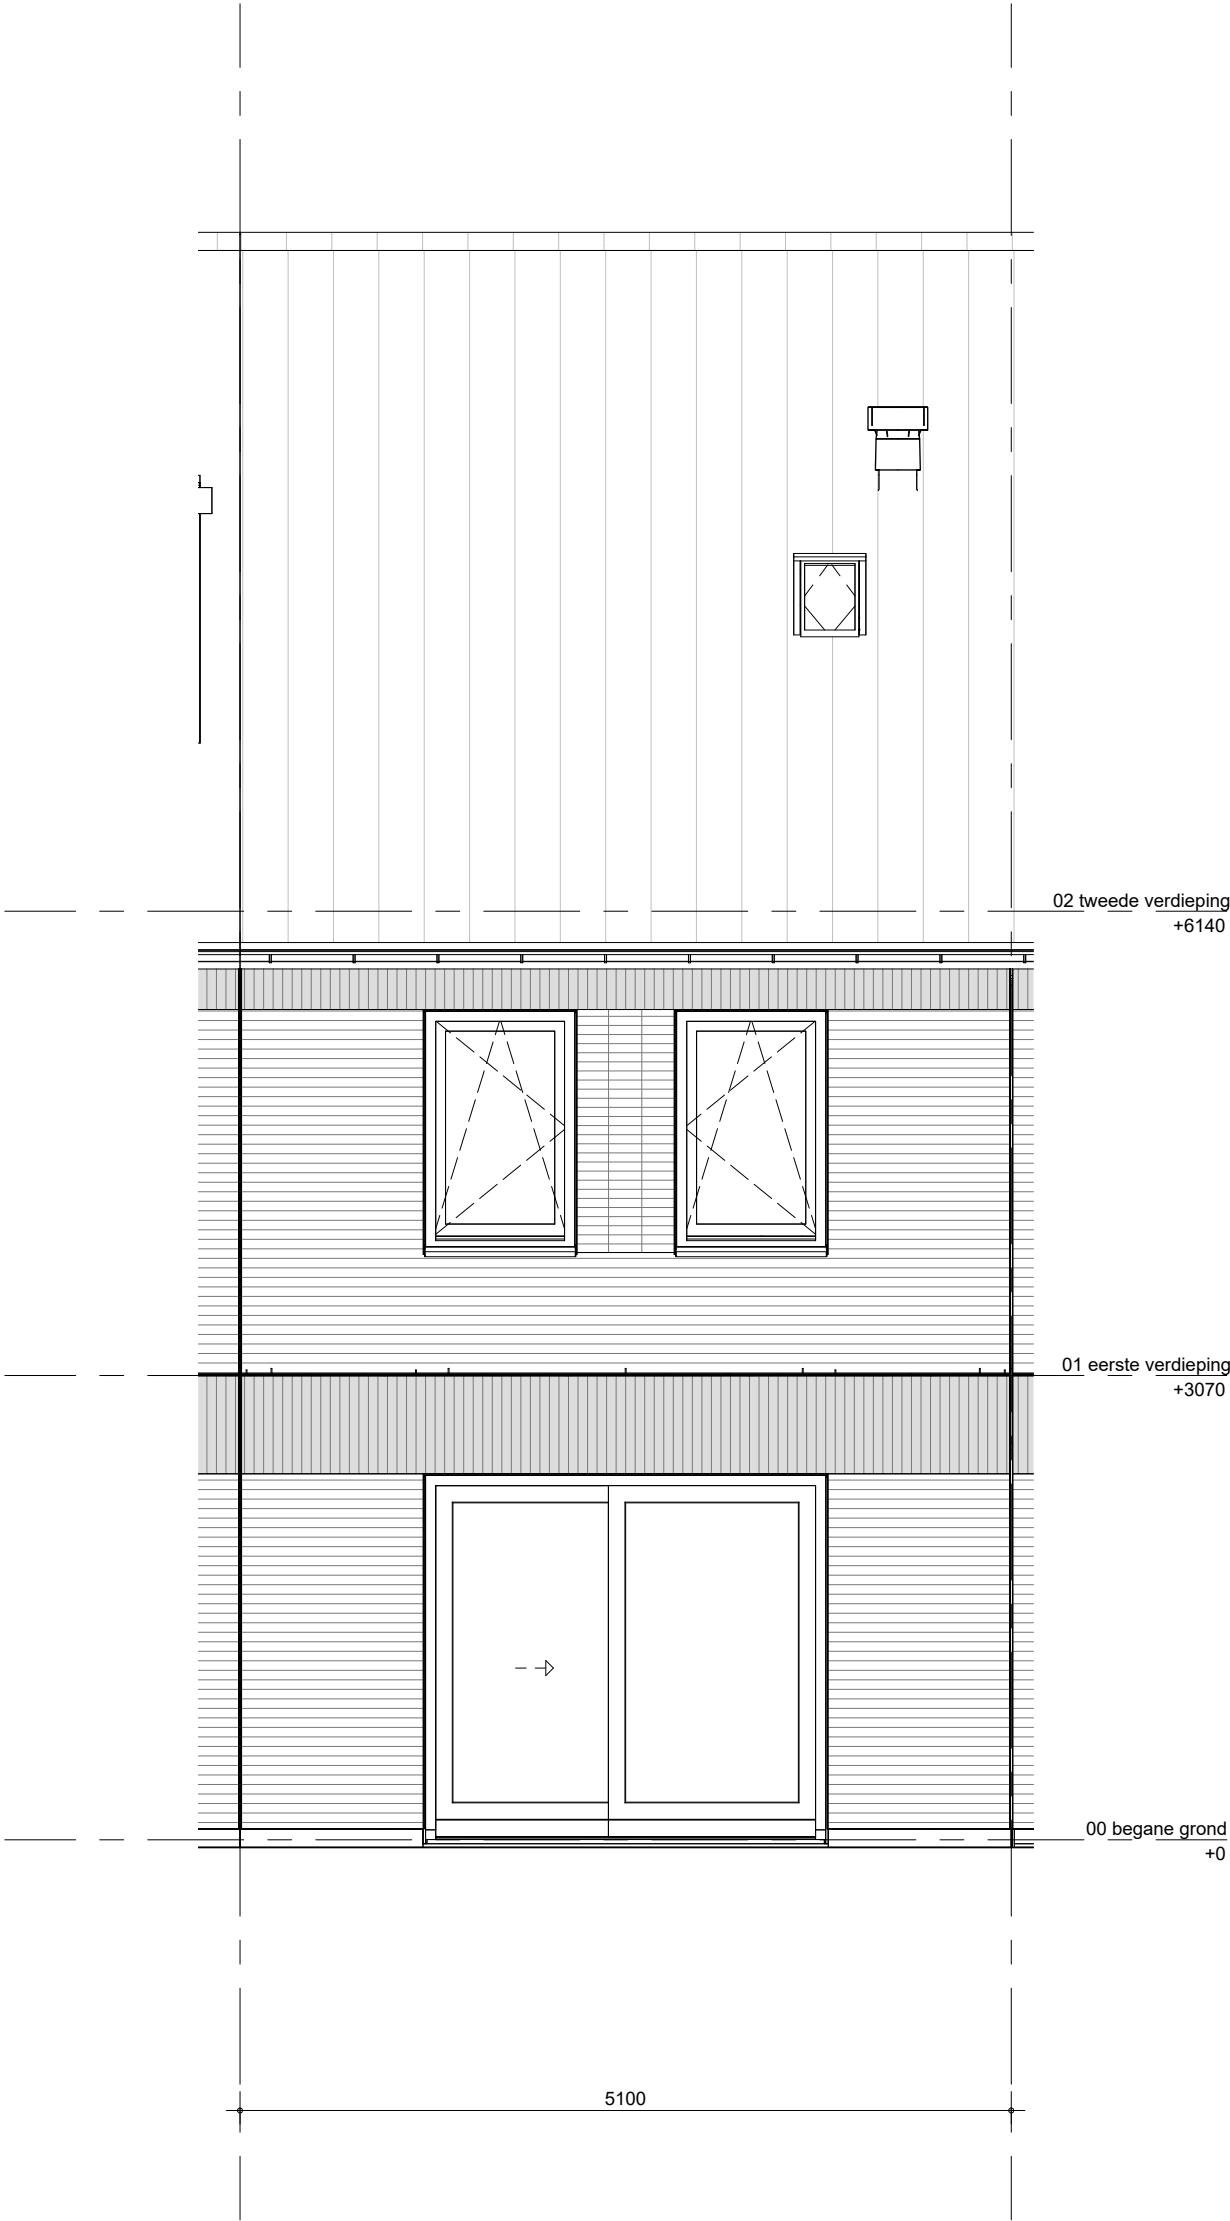 02 tweede verdieping
+6140
01 eerste verdieping
+3070
00 begane grond
+0
5100